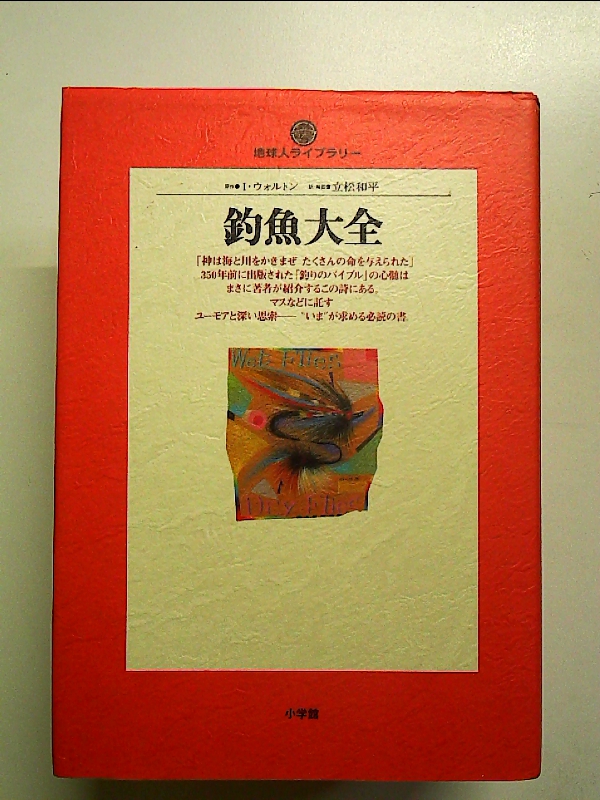 地球人ライブラリー
原作●I・ウォルトン 訳・解説● 立松和平
釣魚大全
「神は海と川をかきまぜ たくさんの命を与えられた」
350年前に出版された「釣りのバイブル」の心髄は
まさに著者が紹介するこの詩にある。
マスなどに託す
ユーモアと深い思索——“いま”が求める必読の書。
Wet Flies
Dry Flies
小学館